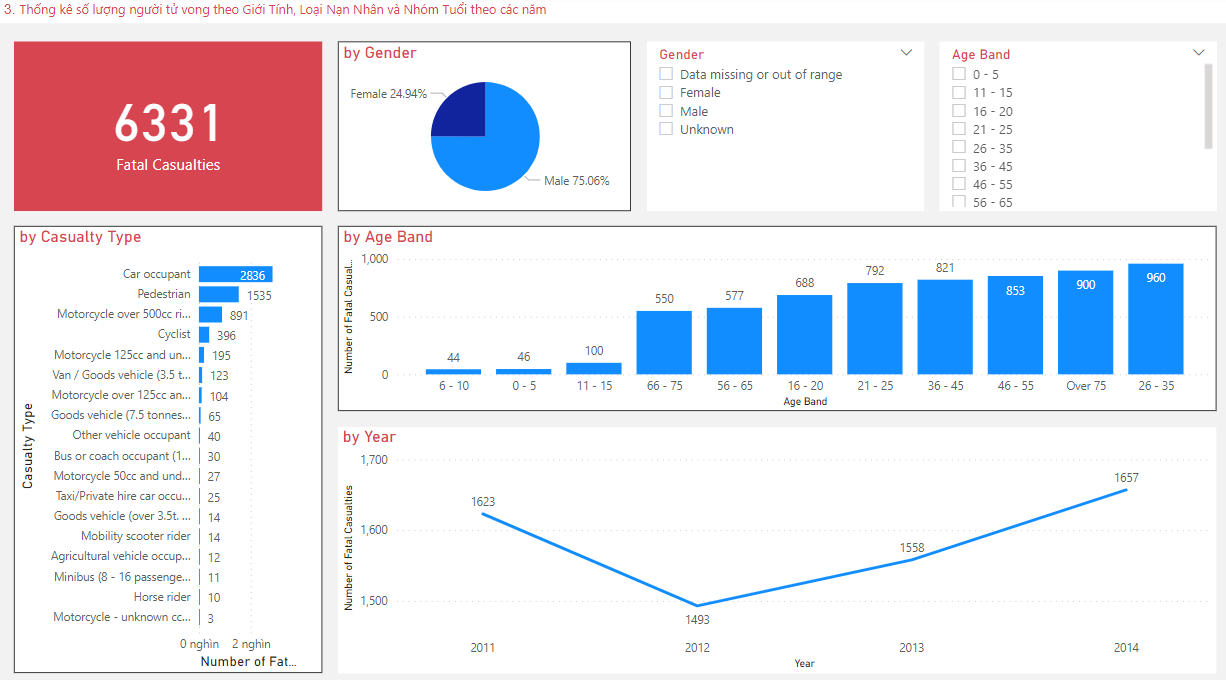 3. Thống kê số lượng người tử vong theo Giới Tính, Loại Nạn Nhân và Nhóm Tuổi theo các năm
6331
Fatal Casualties
by Gender
Female 24.94%
Male 75.06%
Gender
Data missing or out of range
Female
Male
Unknown
Age Band
0 - 5
11 - 15
16 - 20
21 - 25
26 - 35
36 - 45
46 - 55
56 - 65
by Casualty Type
Casualty Type
Car occupant 2836
Pedestrian 1535
Motorcycle over 500cc ri... 891
Cyclist 396
Motorcycle 125cc and un... 195
Van / Goods vehicle (3.5 t... 123
Motorcycle over 125cc an... 104
Goods vehicle (7.5 tonnes... 65
Other vehicle occupant 40
Bus or coach occupant (1... 30
Motorcycle 50cc and und... 27
Taxi/Private hire car occu... 25
Goods vehicle (over 3.5t. ... 14
Mobility scooter rider 14
Agricultural vehicle occup... 12
Minibus (8 - 16 passenge... 11
Horse rider 10
Motorcycle - unknown cc... 3
0 nghìn 2 nghìn
Number of Fat...
by Age Band
Number of Fatal Casual...
1,000
500
0
44 46 100 550 577 688 792 821 853 900 960
6 - 10 0 - 5 11 - 15 66 - 75 56 - 65 16 - 20 21 - 25 36 - 45 46 - 55 Over 75 26 - 35
Age Band
by Year
Number of Fatal Casualties
1,700
1,600
1,500
1623 1493 1558 1657
2011 2012 2013 2014
Year